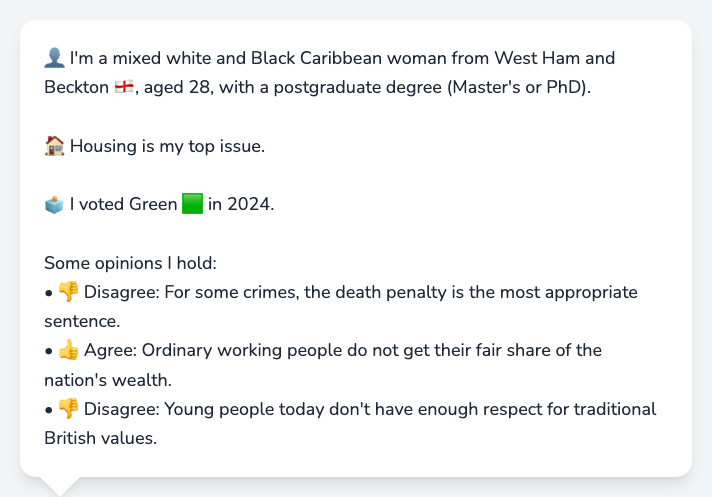 👤 I'm a mixed white and Black Caribbean woman from West Ham and
Beckton 🏴󠁧󠁢󠁥󠁮󠁧󠁿, aged 28, with a postgraduate degree (Master's or PhD).
🏠 Housing is my top issue.
🗳️ I voted Green 🟩 in 2024.
Some opinions I hold:
• 👎 Disagree: For some crimes, the death penalty is the most appropriate
sentence.
• 👍 Agree: Ordinary working people do not get their fair share of the
nation's wealth.
• 👎 Disagree: Young people today don't have enough respect for traditional
British values.